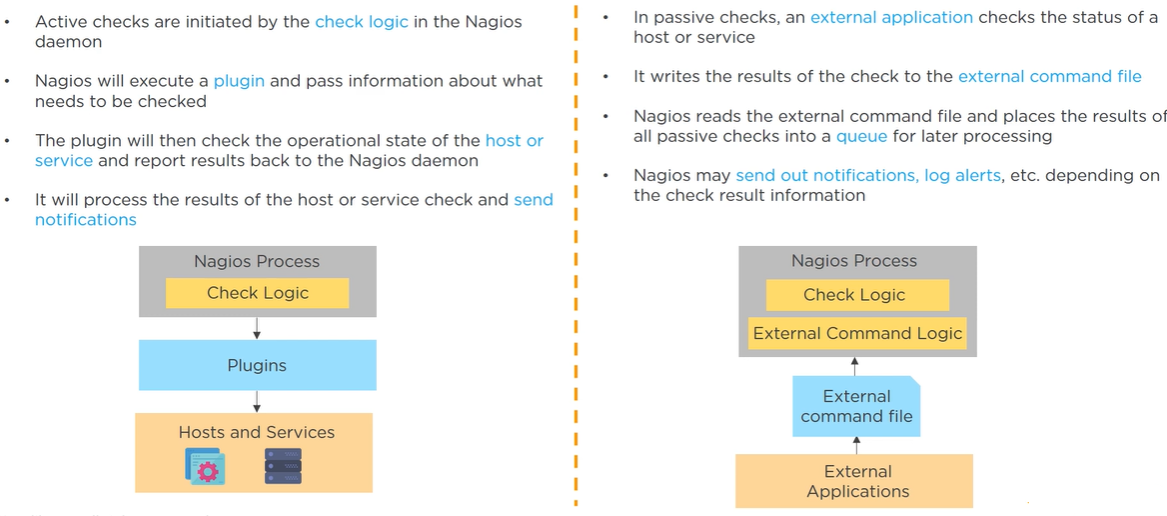 • Active checks are initiated by the check logic in the Nagios
daemon
• Nagios will execute a plugin and pass information about what
needs to be checked
• The plugin will then check the operational state of the host or
service and report results back to the Nagios daemon
• It will process the results of the host or service check and send
notifications
Nagios Process
Check Logic
Plugins
Hosts and Services
• In passive checks, an external application checks the status of a
host or service
• It writes the results of the check to the external command file
• Nagios reads the external command file and places the results of
all passive checks into a queue for later processing
• Nagios may send out notifications, log alerts, etc. depending on
the check result information
Nagios Process
Check Logic
External Command Logic
External
command file
External
Applications